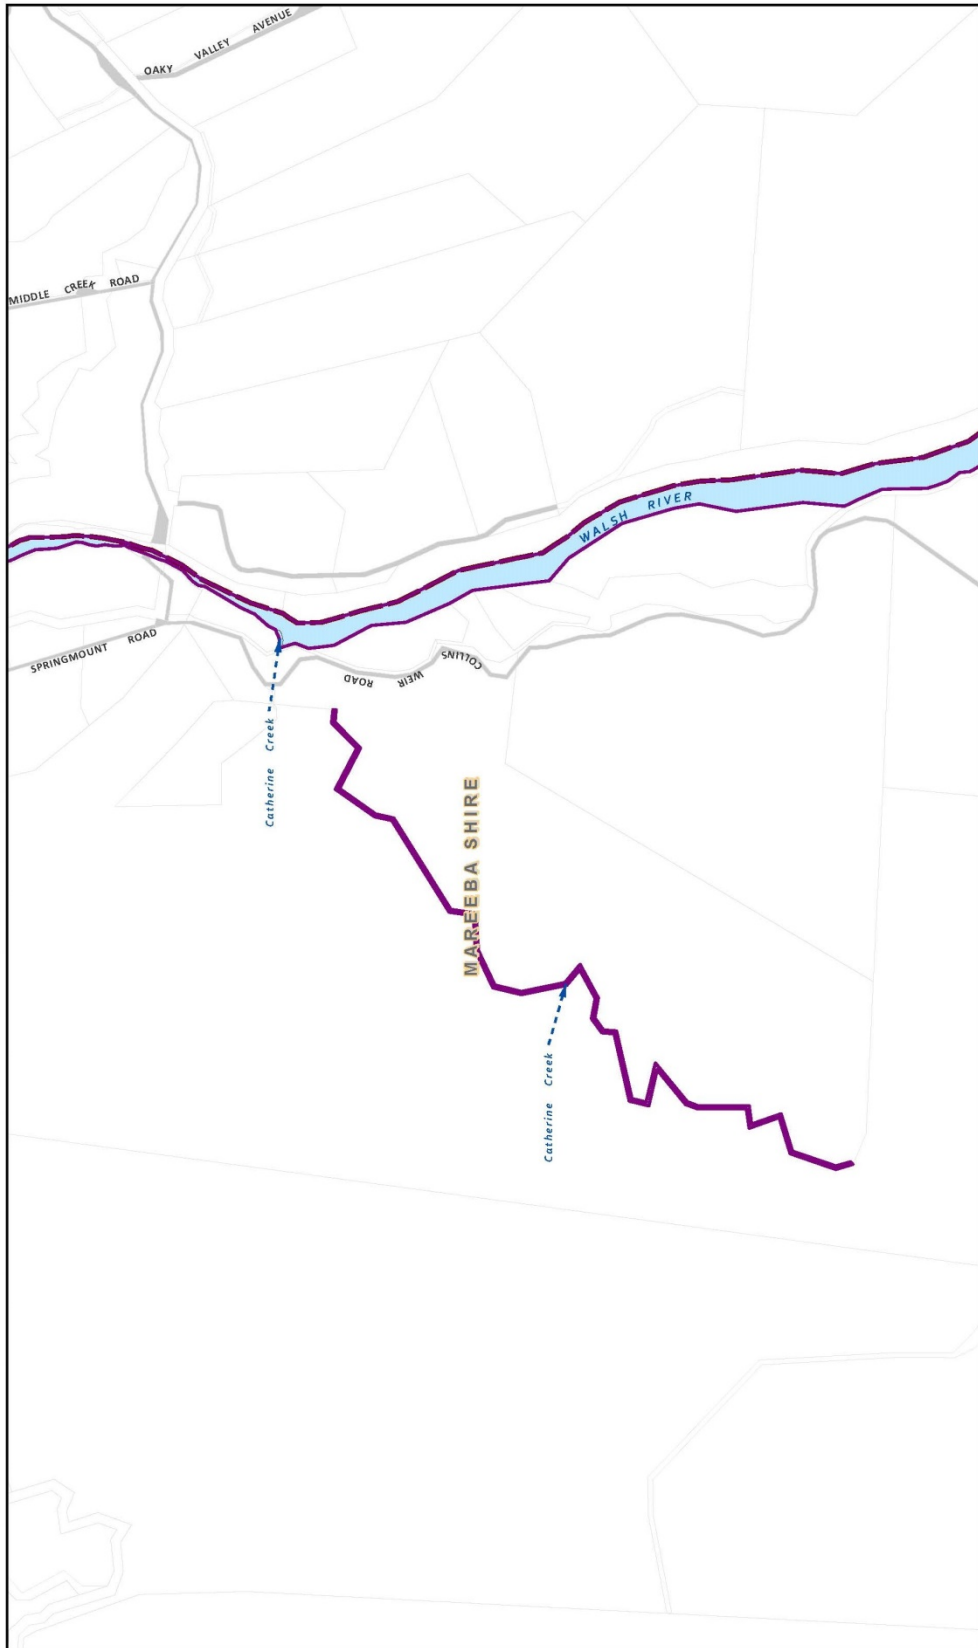 OAKY VALLEY AVENUE
MIDDLE CREEK ROAD
WALSH RIVER
SPRINGMOUNT ROAD
COLLINS WEIR ROAD
Catherine Creek
MAREEBA SHIRE
Catherine Creek